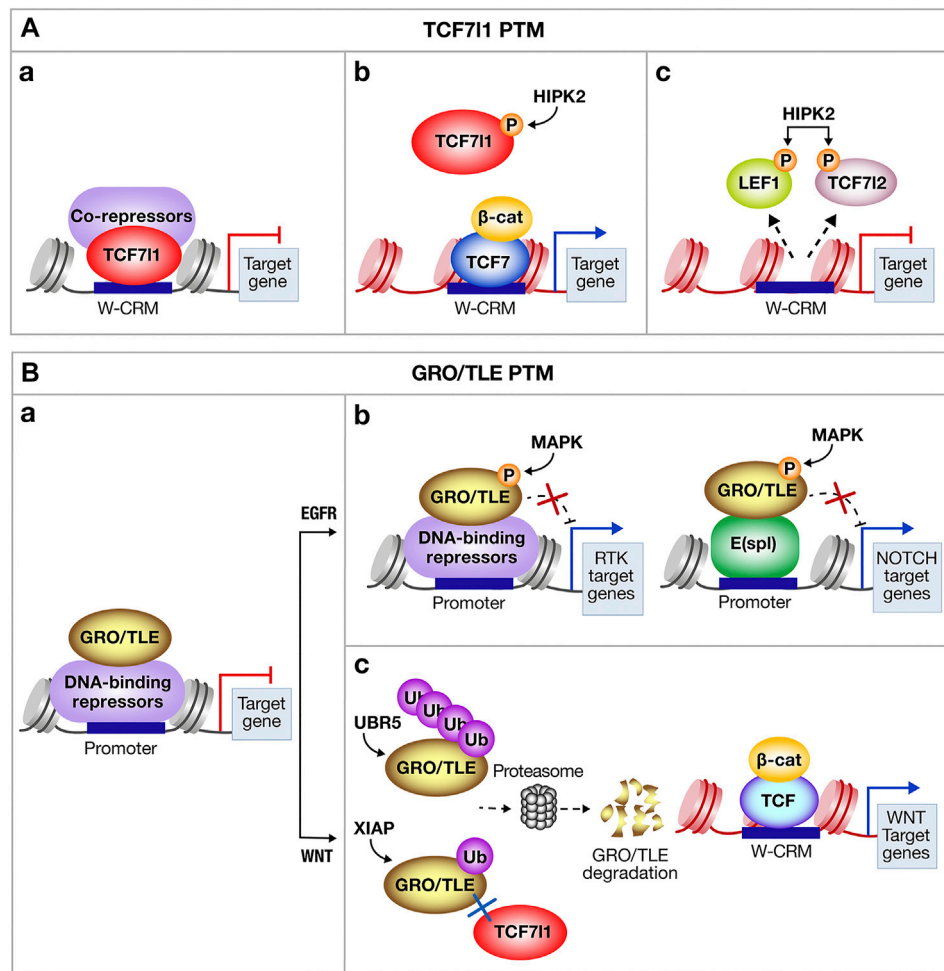 A
TCF7l1 PTM
a
Co-repressors
TCF7l1
W-CRM
Target
gene
b
HIPK2
P
TCF7l1
β-cat
TCF7
W-CRM
Target
gene
c
HIPK2
P
P
LEF1
TCF7l2
W-CRM
Target
gene
B
GRO/TLE PTM
a
GRO/TLE
DNA-binding
repressors
Promoter
Target
gene
EGFR
WNT
b
MAPK
P
GRO/TLE
DNA-binding
repressors
Promoter
RTK
target
genes
MAPK
P
GRO/TLE
E(spl)
Promoter
NOTCH
target
genes
c
UBR5
Ub
Ub
Ub
Ub
GRO/TLE
Proteasome
GRO/TLE
degradation
XIAP
Ub
GRO/TLE
TCF7l1
β-cat
TCF
W-CRM
WNT
Target
genes